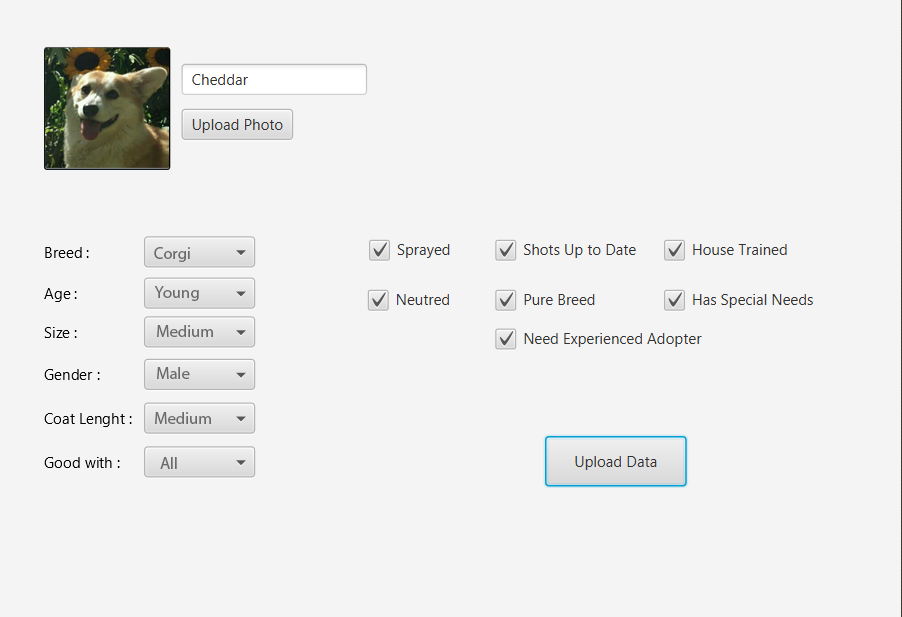 Cheddar
Upload Photo
Breed : Corgi
Age : Young
Size : Medium
Gender : Male
Coat Lenght : Medium
Good with : All
Sprayed Shots Up to Date House Trained
Neutred Pure Breed Has Special Needs
Need Experienced Adopter
Upload Data